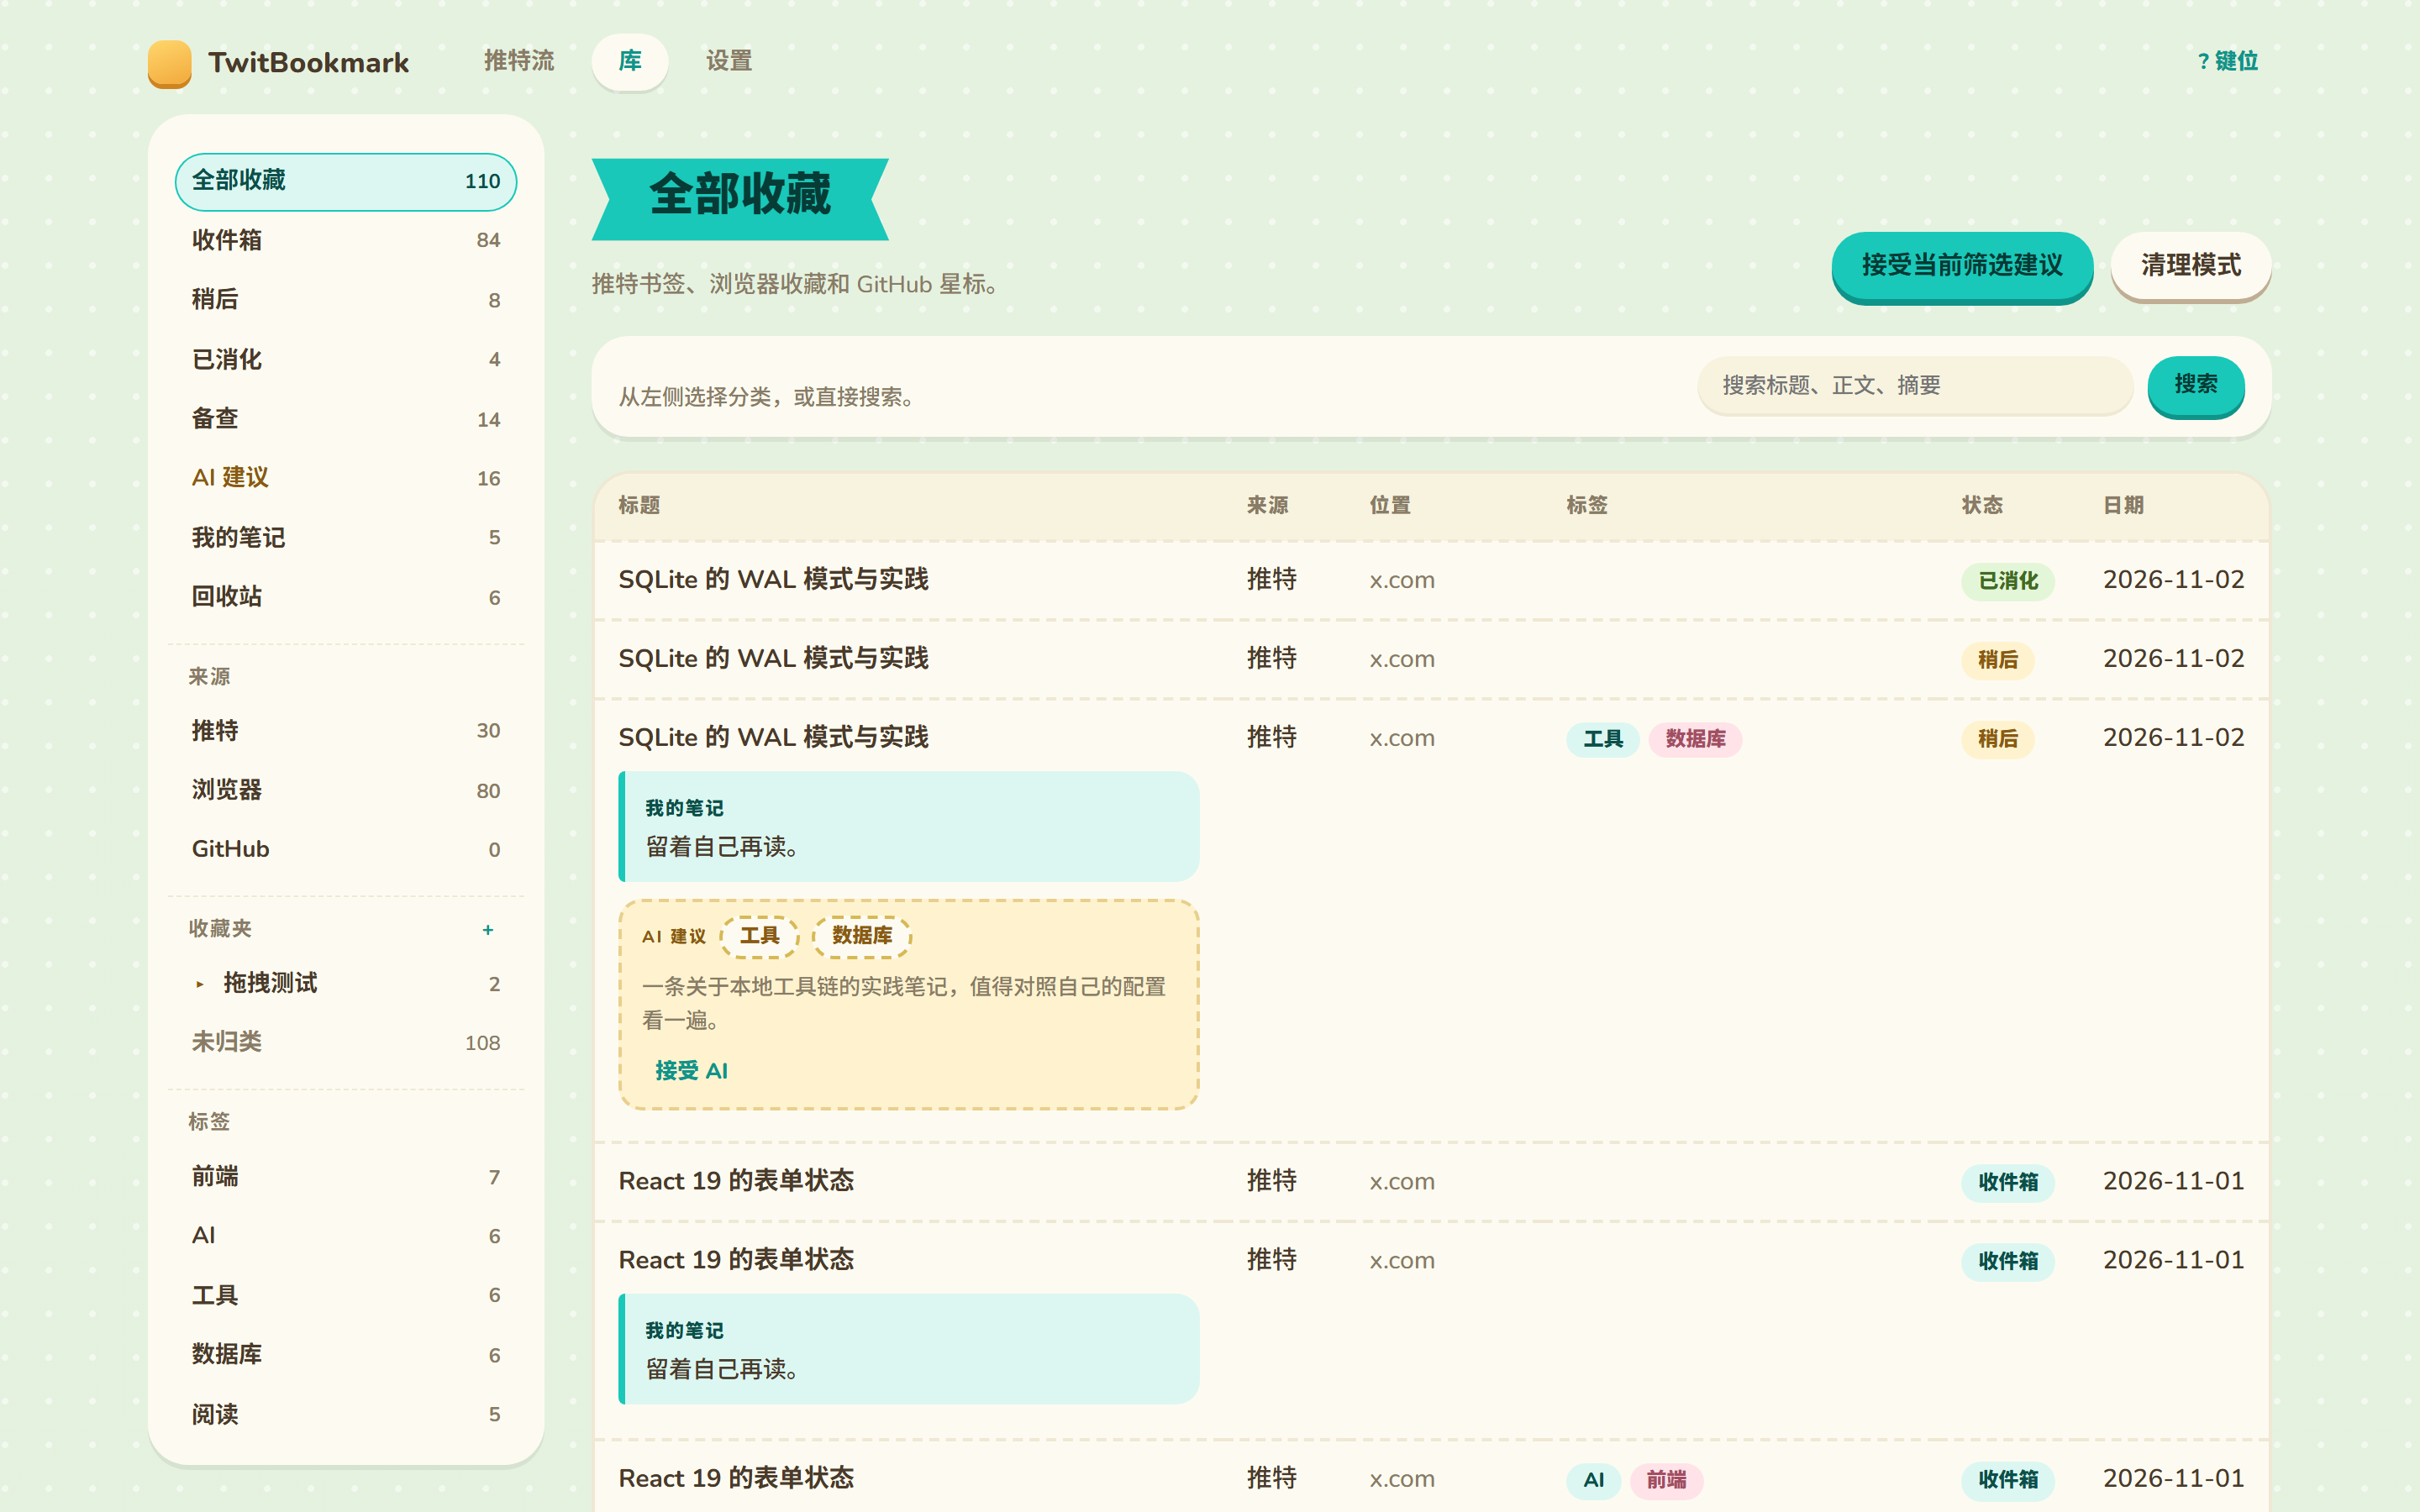 TwitBookmark
推特流
库
设置
? 键位
全部收藏 110
收件箱 84
稍后 8
已消化 4
备查 14
AI 建议 16
我的笔记 5
回收站 6
来源
推特 30
浏览器 80
GitHub 0
收藏夹 +
▸ 拖拽测试 2
未归类 108
标签
前端 7
AI 6
工具 6
数据库 6
阅读 5
全部收藏
推特书签、浏览器收藏和 GitHub 星标。
接受当前筛选建议
清理模式
从左侧选择分类，或直接搜索。
搜索标题、正文、摘要
搜索
标题 来源 位置 标签 状态 日期
SQLite 的 WAL 模式与实践 推特 x.com 已消化 2026-11-02
SQLite 的 WAL 模式与实践 推特 x.com 稍后 2026-11-02
SQLite 的 WAL 模式与实践 推特 x.com 工具 数据库 稍后 2026-11-02
我的笔记
留着自己再读。
AI 建议 工具 数据库
一条关于本地工具链的实践笔记，值得对照自己的配置
看一遍。
接受 AI
React 19 的表单状态 推特 x.com 收件箱 2026-11-01
React 19 的表单状态 推特 x.com 收件箱 2026-11-01
我的笔记
留着自己再读。
React 19 的表单状态 推特 x.com AI 前端 收件箱 2026-11-01